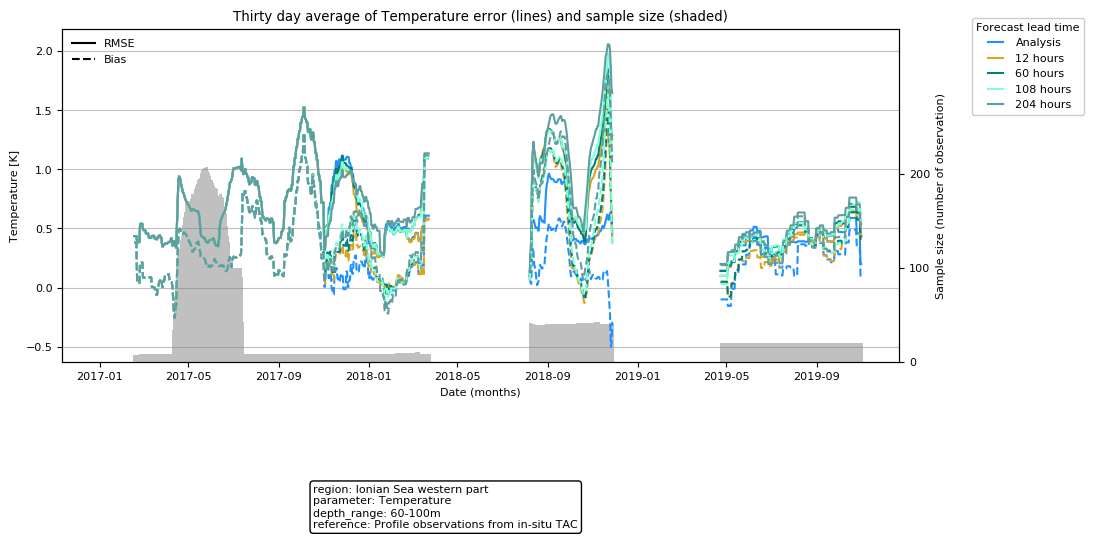 Thirty day average of Temperature error (lines) and sample size (shaded)
RMSE
Bias
Forecast lead time
Analysis
12 hours
60 hours
108 hours
204 hours
Temperature [K]
2.0
1.5
1.0
0.5
0.0
−0.5
200
100
0
Sample size (number of observation)
2017-01
2017-05
2017-09
2018-01
2018-05
2018-09
2019-01
2019-05
2019-09
Date (months)
region: Ionian Sea western part
parameter: Temperature
depth_range: 60-100m
reference: Profile observations from in-situ TAC